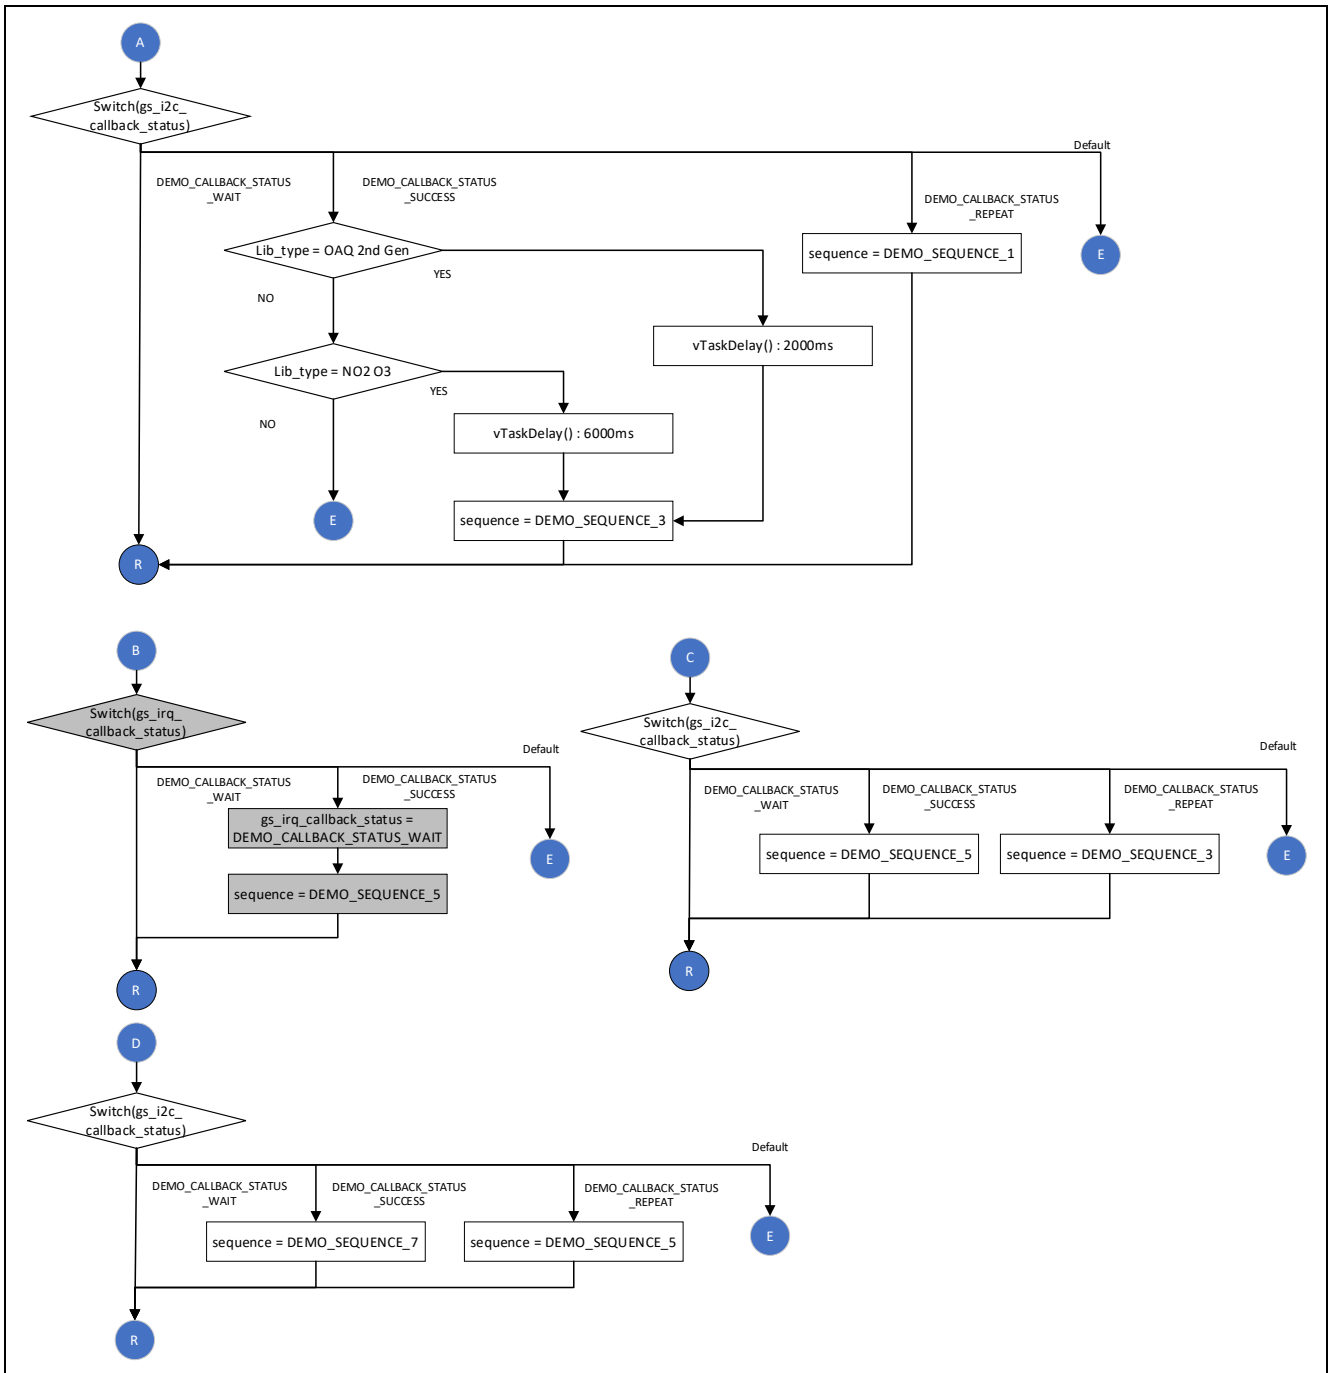 A
Switch(gs_i2c_
callback_status)
Default
DEMO_CALLBACK_STATUS
_WAIT
DEMO_CALLBACK_STATUS
_SUCCESS
DEMO_CALLBACK_STATUS
_REPEAT
Lib_type = OAQ 2nd Gen
YES
NO
sequence = DEMO_SEQUENCE_1
E
vTaskDelay() : 2000ms
Lib_type = NO2 O3
YES
NO
vTaskDelay() : 6000ms
sequence = DEMO_SEQUENCE_3
E
R
B
Switch(gs_irq_
callback_status)
Default
DEMO_CALLBACK_STATUS
_WAIT
DEMO_CALLBACK_STATUS
_SUCCESS
gs_irq_callback_status =
DEMO_CALLBACK_STATUS_WAIT
E
sequence = DEMO_SEQUENCE_5
R
C
Switch(gs_i2c_
callback_status)
Default
DEMO_CALLBACK_STATUS
_WAIT
DEMO_CALLBACK_STATUS
_SUCCESS
DEMO_CALLBACK_STATUS
_REPEAT
sequence = DEMO_SEQUENCE_5
sequence = DEMO_SEQUENCE_3
E
R
D
Switch(gs_i2c_
callback_status)
Default
DEMO_CALLBACK_STATUS
_WAIT
DEMO_CALLBACK_STATUS
_SUCCESS
DEMO_CALLBACK_STATUS
_REPEAT
sequence = DEMO_SEQUENCE_7
sequence = DEMO_SEQUENCE_5
E
R